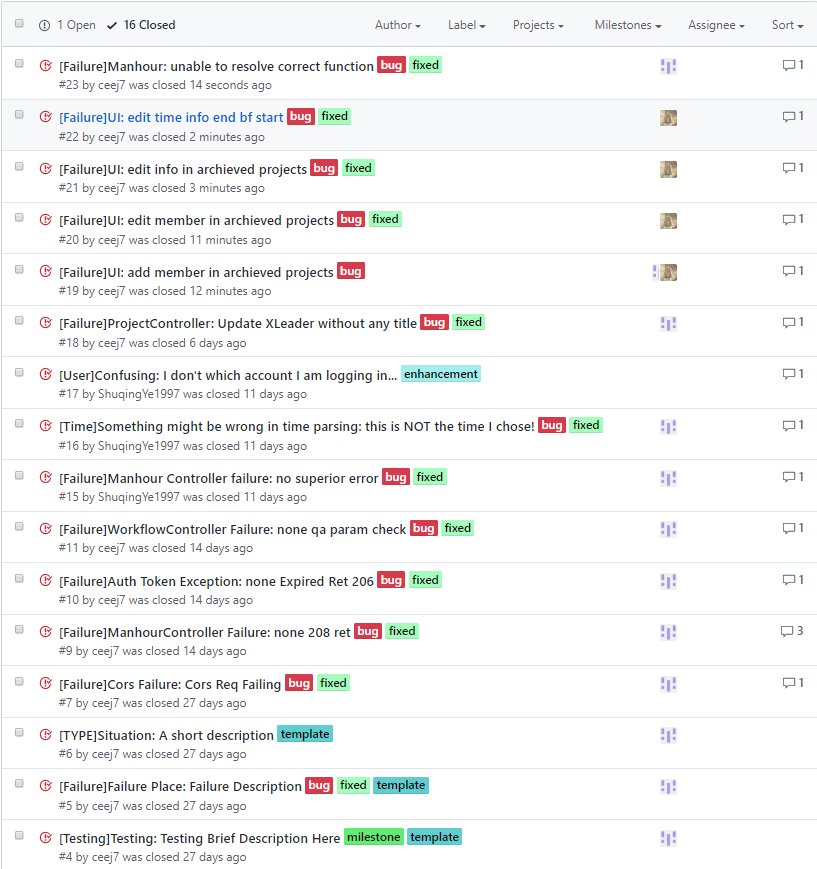 1 Open 16 Closed Author Label Projects Milestones Assignee Sort
[Failure]Manhour: unable to resolve correct function bug fixed 1
#23 by ceej7 was closed 14 seconds ago
[Failure]UI: edit time info end bf start bug fixed 1
#22 by ceej7 was closed 2 minutes ago
[Failure]UI: edit info in archieved projects bug fixed 1
#21 by ceej7 was closed 3 minutes ago
[Failure]UI: edit member in archieved projects bug fixed 1
#20 by ceej7 was closed 11 minutes ago
[Failure]UI: add member in archieved projects bug 1
#19 by ceej7 was closed 12 minutes ago
[Failure]ProjectController: Update XLeader without any title bug fixed 1
#18 by ceej7 was closed 6 days ago
[User]Confusing: I don't which account I am logging in... enhancement 1
#17 by ShuqingYe1997 was closed 11 days ago
[Time]Something might be wrong in time parsing: this is NOT the time I chose! bug fixed 1
#16 by ShuqingYe1997 was closed 11 days ago
[Failure]Manhour Controller failure: no superior error bug fixed 1
#15 by ShuqingYe1997 was closed 11 days ago
[Failure]WorkflowController Failure: none qa param check bug fixed 1
#11 by ceej7 was closed 14 days ago
[Failure]Auth Token Exception: none Expired Ret 206 bug fixed 1
#10 by ceej7 was closed 14 days ago
[Failure]ManhourController Failure: none 208 ret bug fixed 3
#9 by ceej7 was closed 14 days ago
[Failure]Cors Failure: Cors Req Failing bug fixed 1
#7 by ceej7 was closed 27 days ago
[TYPE]Situation: A short description template
#6 by ceej7 was closed 27 days ago
[Failure]Failure Place: Failure Description bug fixed template
#5 by ceej7 was closed 27 days ago
[Testing]Testing: Testing Brief Description Here milestone template
#4 by ceej7 was closed 27 days ago